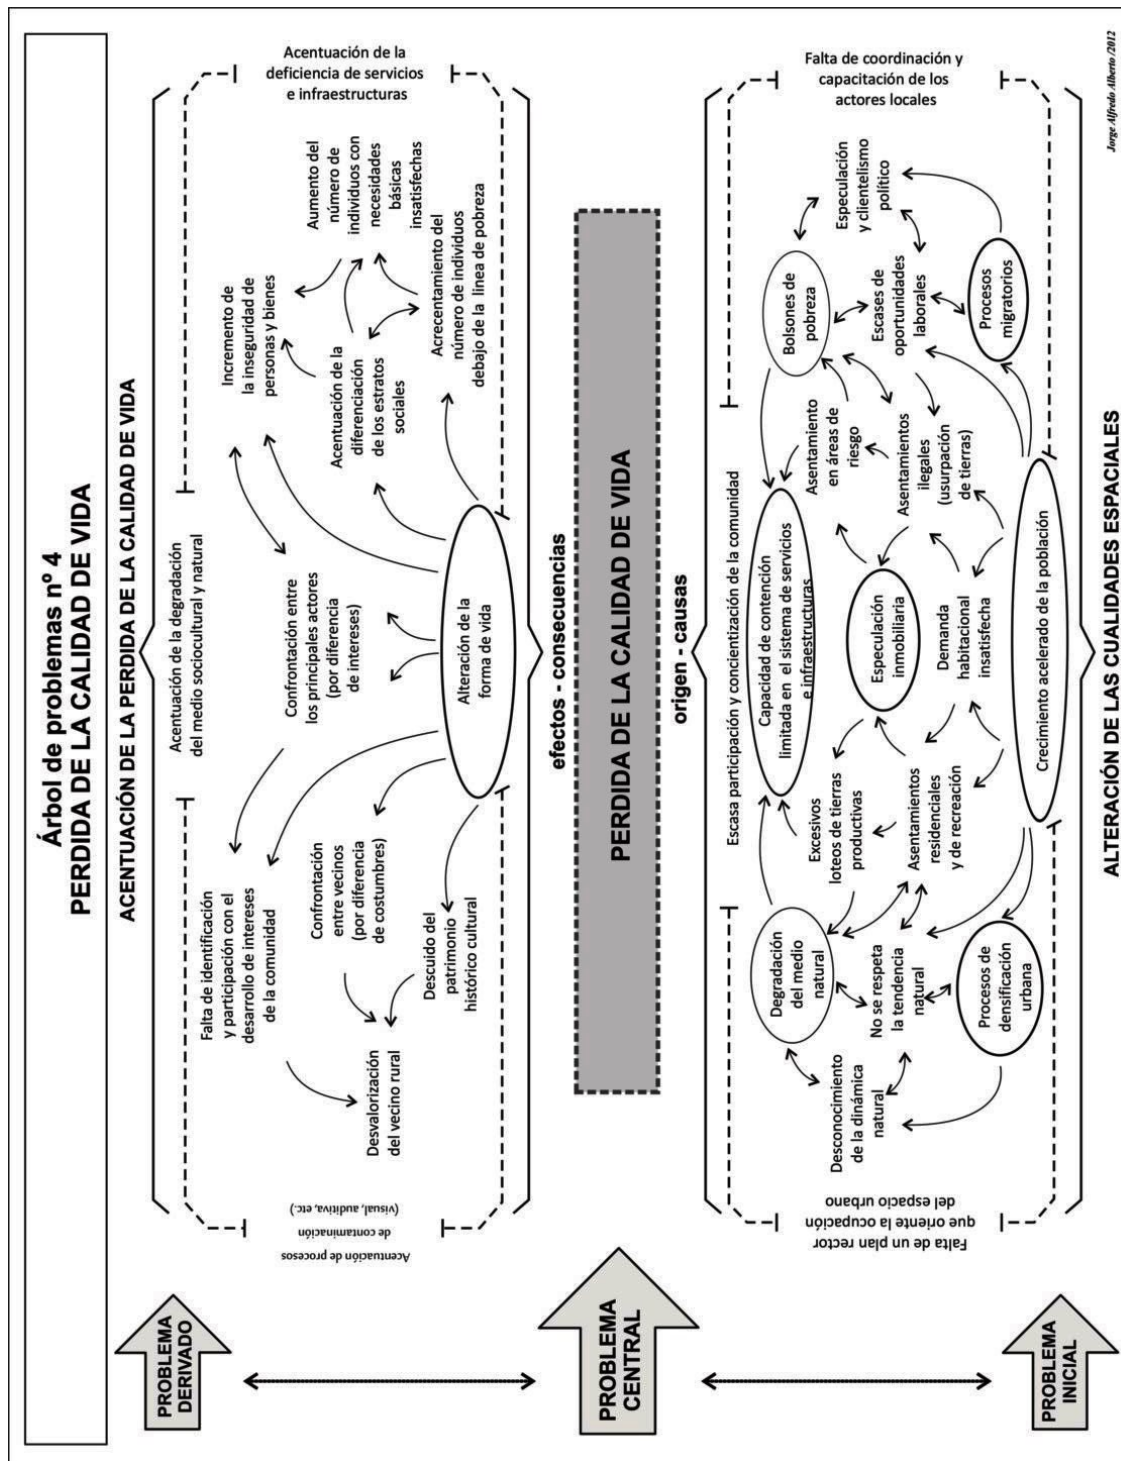 Árbol de problemas nº 4
PERDIDA DE LA CALIDAD DE VIDA
ACENTUACIÓN DE LA PERDIDA DE LA CALIDAD DE VIDA
PROBLEMA
DERIVADO
Acentuación de procesos
de contaminación
(visual, auditiva, etc.)
Acentuación de la degradación
del medio sociocultural y natural
Acentuación de la
deficiencia de servicios
e infraestructuras
Falta de identificación
y participación con el
desarrollo de intereses
de la comunidad
Confrontación entre
los principales actores
(por diferencia
de intereses)
Incremento de
la inseguridad de
personas y bienes
Aumento del
número de
individuos con
necesidades
básicas
insatisfechas
Desvalorización
del vecino rural
Confrontación
entre vecinos
(por diferencia
de costumbres)
Acentuación de la
diferenciación
de los estratos
sociales
Descuido del
patrimonio
histórico cultural
Acrecentamiento del
número de individuos
debajo de la linea de pobreza
Alteración de la
forma de vida
efectos - consecuencias
PROBLEMA
CENTRAL
PERDIDA DE LA CALIDAD DE VIDA
origen - causas
Falta de un plan rector
que oriente la ocupación
del espacio urbano
Escasa participación y concientización de la comunidad
Falta de coordinación y
capacitación de los
actores locales
Degradación
del medio
natural
Capacidad de contención
limitada en el sistema de servicios
e infraestructuras
Bolsones de
pobreza
Desconocimiento
de la dinámica
natural
Excesivos
loteos de tierras
productivas
Asentamiento
en áreas de
riesgo
Especulación
y clientelismo
político
No se respeta
la tendencia
natural
Especulación
inmobiliaria
Escases de
oportunidades
laborales
Asentamientos
residenciales
y de recreación
Demanda
habitacional
insatisfecha
Asentamientos
ilegales
(usurpación
de tierras)
Procesos de
densificación
urbana
Procesos
migratorios
Crecimiento acelerado de la población
PROBLEMA
INICIAL
ALTERACIÓN DE LAS CUALIDADES ESPACIALES
Jorge Alfredo Alberto /2012